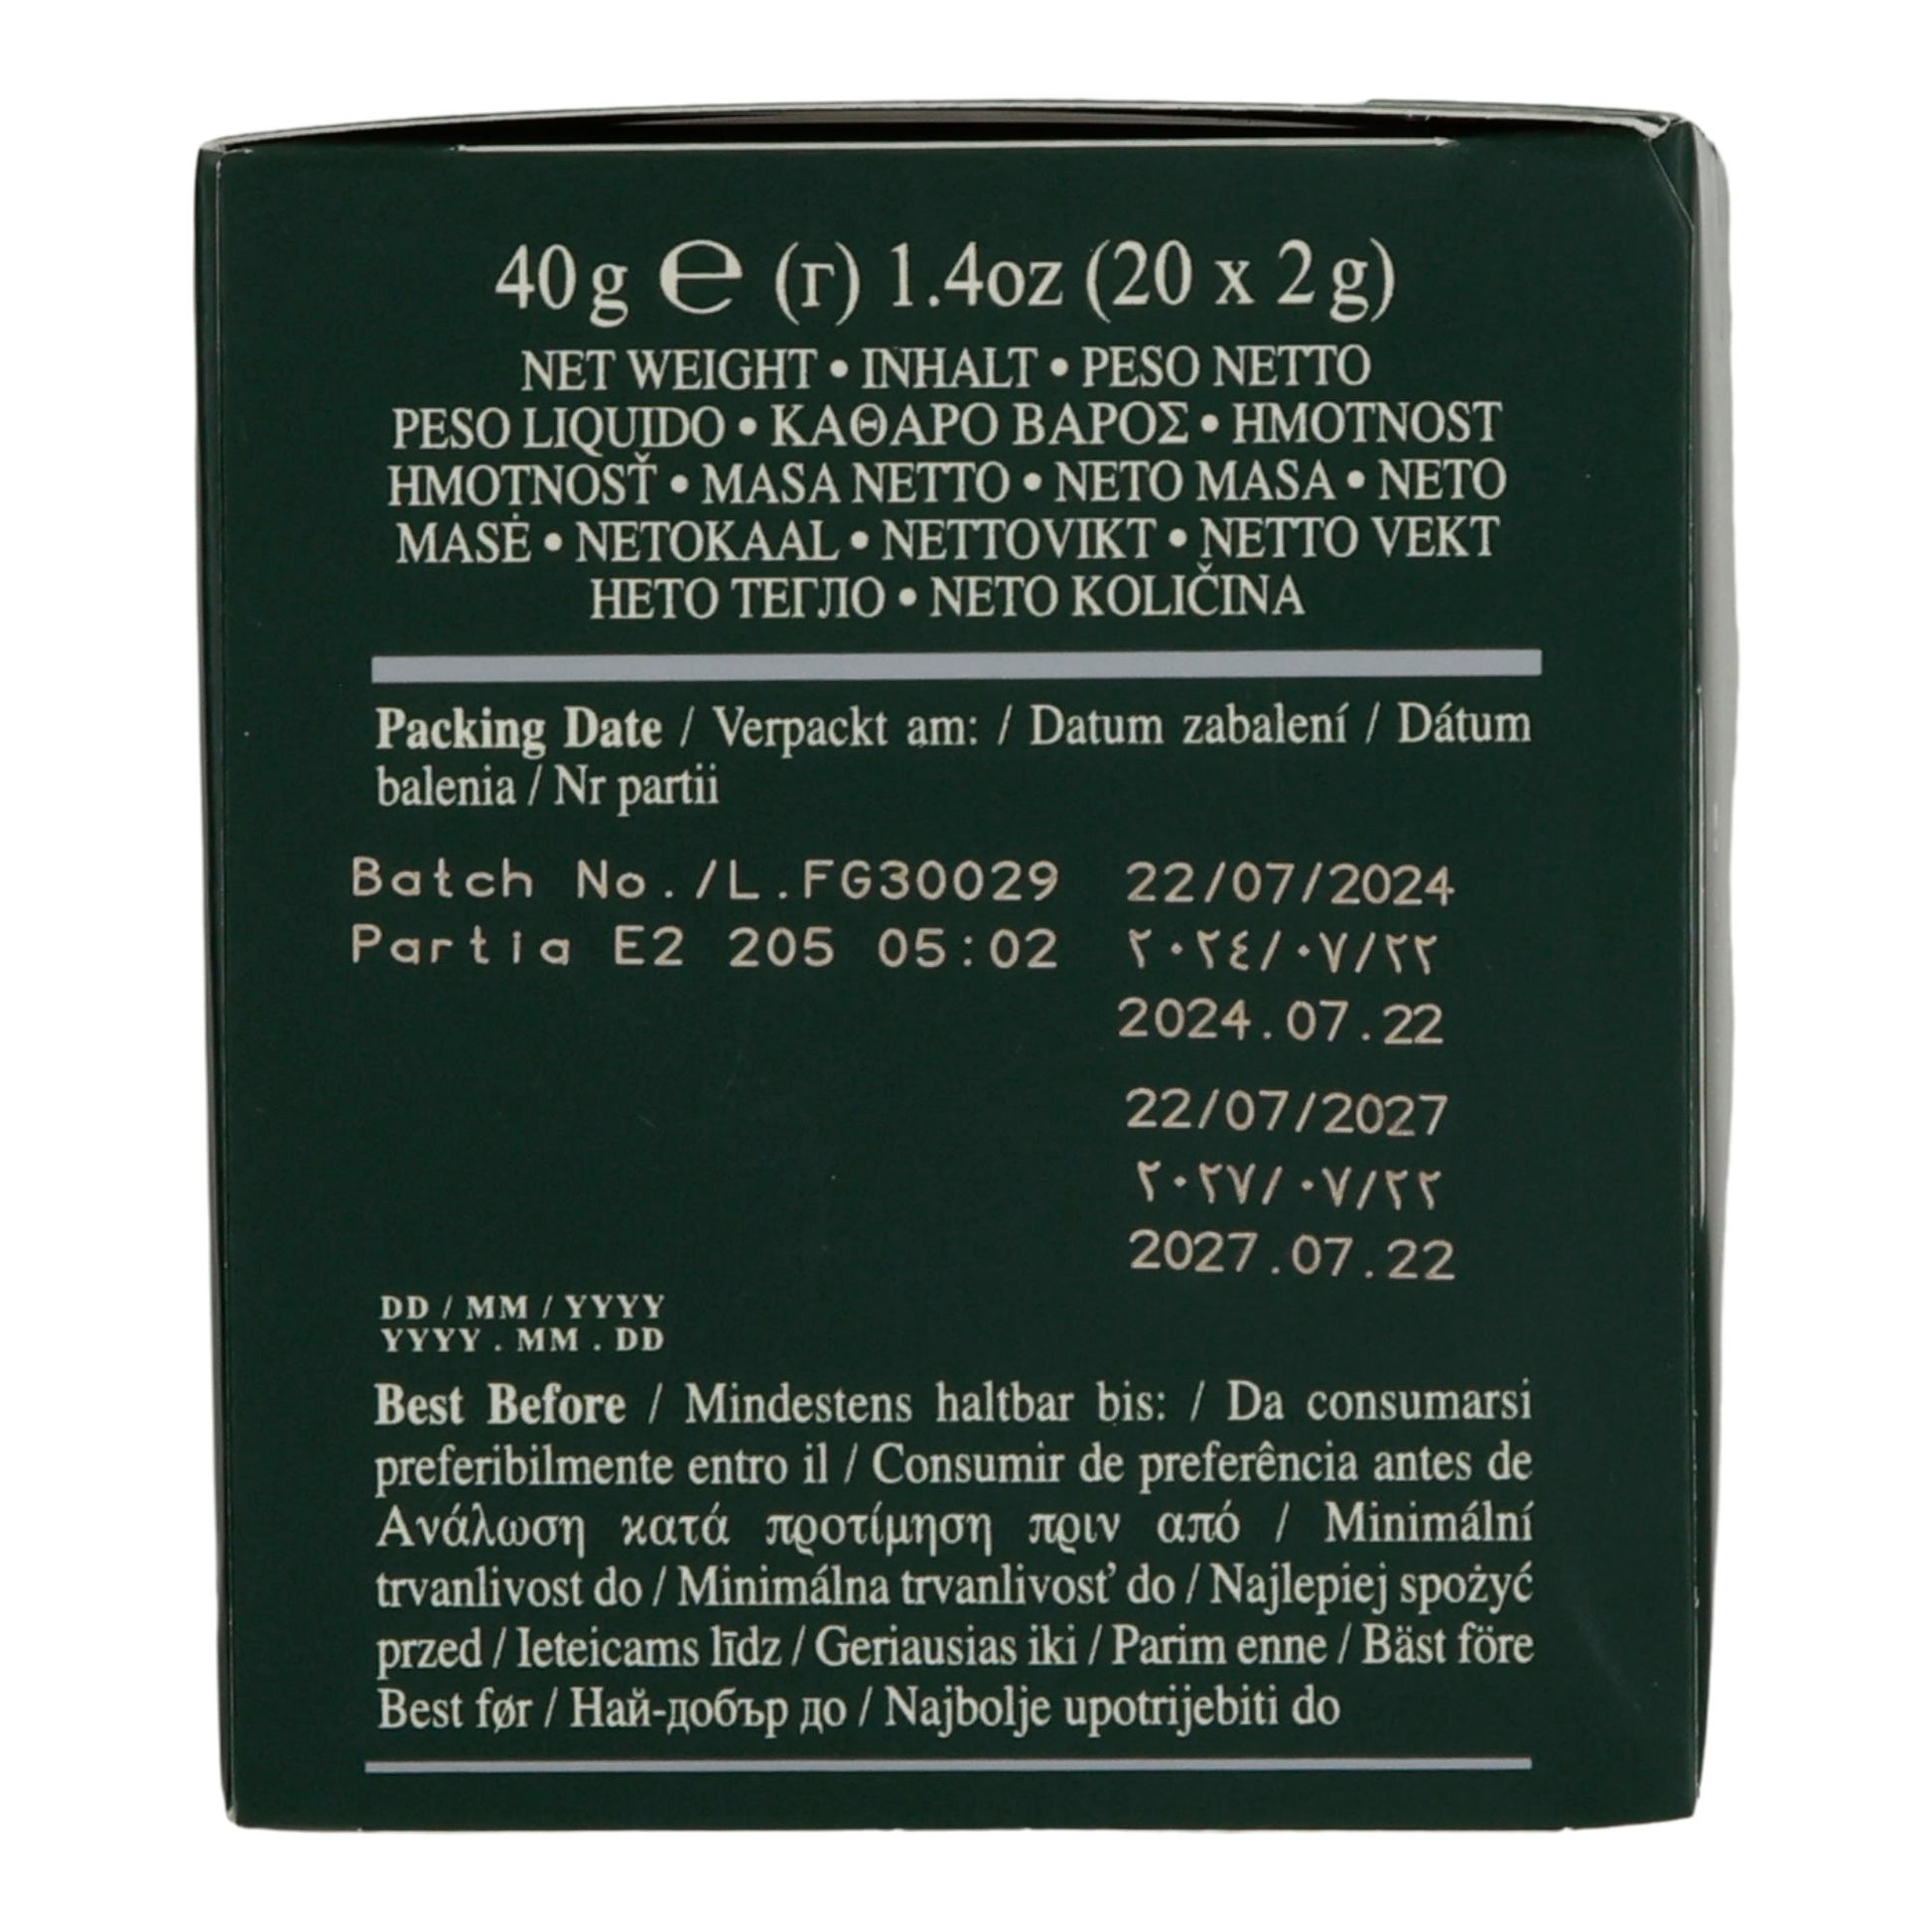 40 g ℮ (г) 1.4oz (20 x 2 g)
NET WEIGHT • INHALT • PESO NETTO
PESO LIQUIDO • ΚΑΘΑΡΟ ΒΑΡΟΣ • HMOTNOST
HMOTNOSŤ • MASA NETTO • NETO MASA • NETO
MASĖ • NETOKAAL • NETTOVIKT • NETTO VEKT
НЕТО ТЕГЛО • NETO KOLIČINA
Packing Date / Verpackt am: / Datum zabalení / Dátum
balenia / Nr partii
Batch No./L.FG30029 22/07/2024
Partia E2 205 05:02 ٢٠٢٤/٠٧/٢٢
2024.07.22
22/07/2027
٢٠٢٧/٠٧/٢٢
2027.07.22
DD / MM / YYYY
YYYY . MM . DD
Best Before / Mindestens haltbar bis: / Da consumarsi
preferibilmente entro il / Consumir de preferência antes de
Ανάλωση κατά προτίμηση πριν από / Minimální
trvanlivost do / Minimálna trvanlivosť do / Najlepiej spożyć
przed / Ieteicams līdz / Geriausias iki / Parim enne / Bäst före
Best før / Най-добър до / Najbolje upotrijebiti do